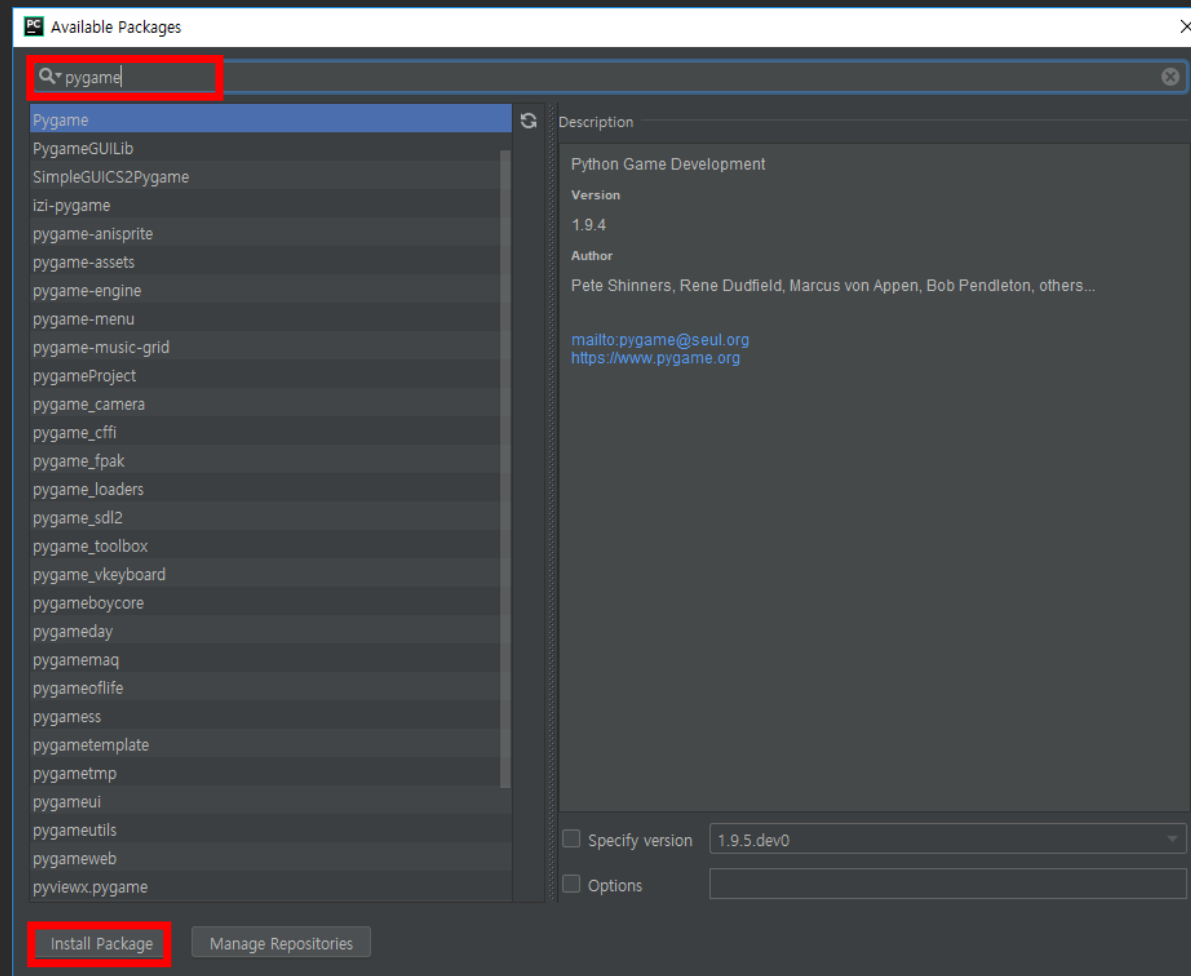 PC Available Packages
pygame
Pygame
PygameGUILib
SimpleGUICS2Pygame
izi-pygame
pygame-anisprite
pygame-assets
pygame-engine
pygame-menu
pygame-music-grid
pygameProject
pygame_camera
pygame_cffi
pygame_fpak
pygame_loaders
pygame_sdl2
pygame_toolbox
pygame_vkeyboard
pygameboycore
pygameday
pygamemaq
pygameoflife
pygamess
pygametemplate
pygametmp
pygameui
pygameutils
pygameweb
pyviewx.pygame
Description
Python Game Development
Version
1.9.4
Author
Pete Shinners, Rene Dudfield, Marcus von Appen, Bob Pendleton, others...
mailto:pygame@seul.org
https://www.pygame.org
Specify version 1.9.5.dev0
Options
Install Package Manage Repositories